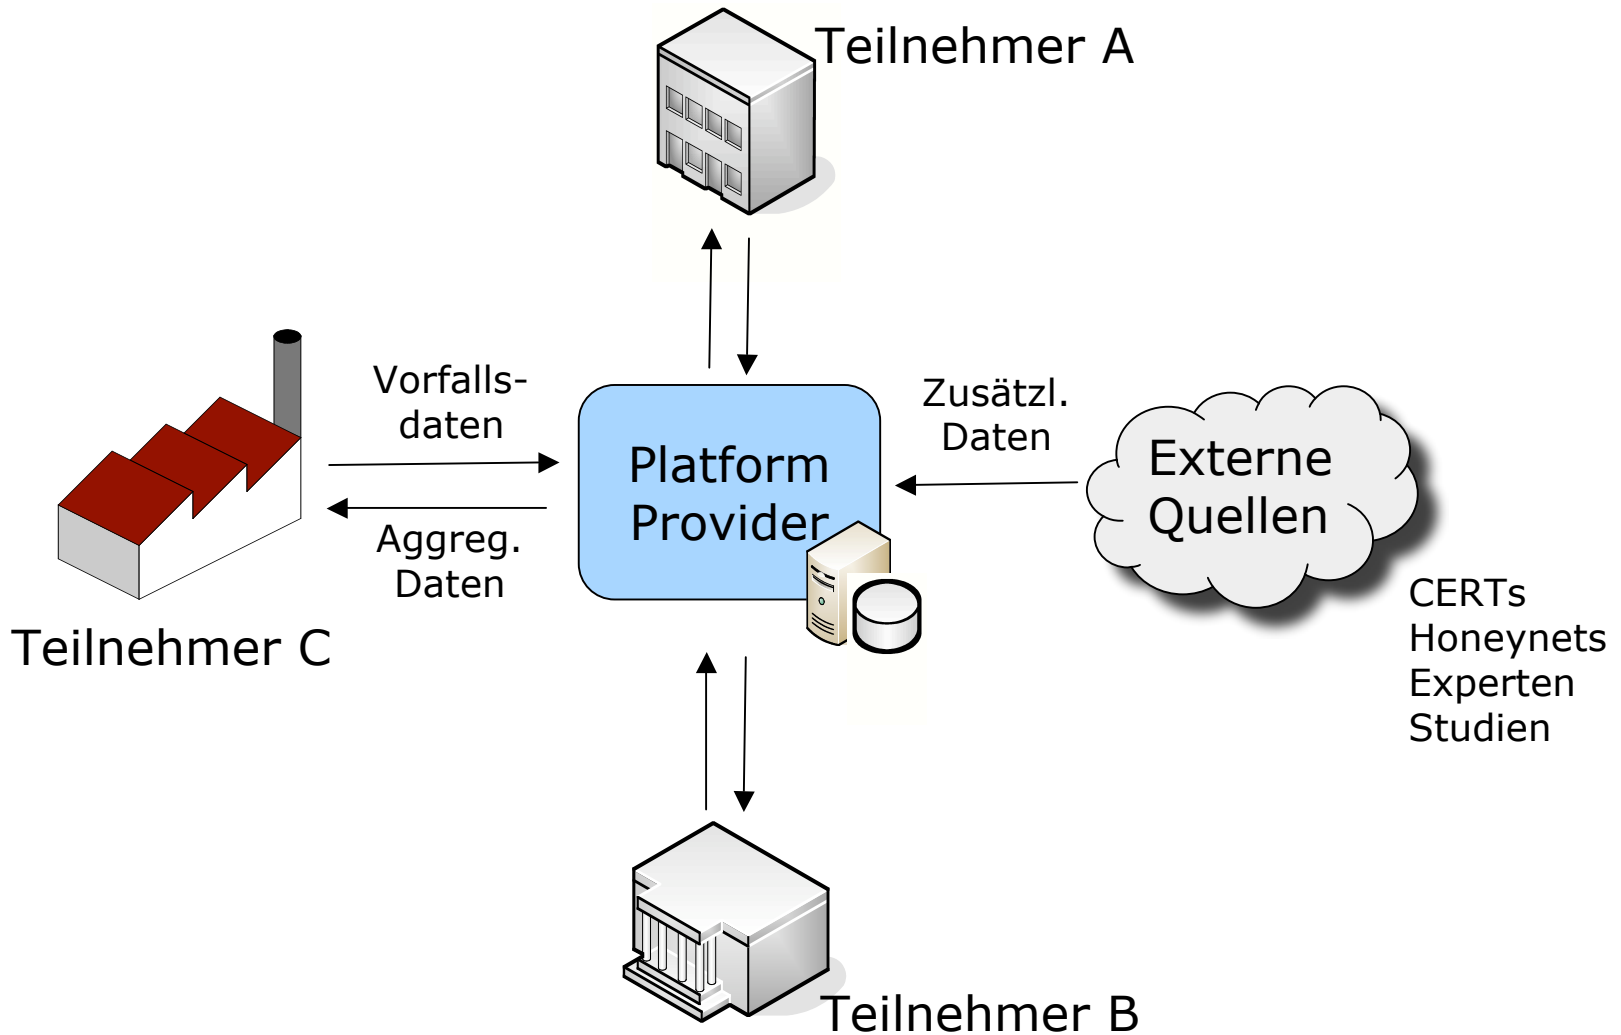 Teilnehmer A
Vorfalls-
daten
Aggreg.
Daten
Teilnehmer C
Platform
Provider
Zusätzl.
Daten
Externe
Quellen
CERTs
Honeynets
Experten
Studien
Teilnehmer B